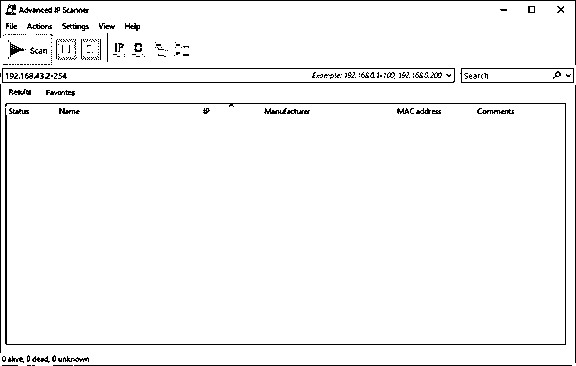 Advanced IP Scanner
File Actions Settings View Help
Scan IP C
192.168.43.2-254 Example: 192.168.0.1-100, 192.168.0.200 Search
Results Favorites
Status Name IP Manufacturer MAC address Comments
0 alive, 0 dead, 0 unknown